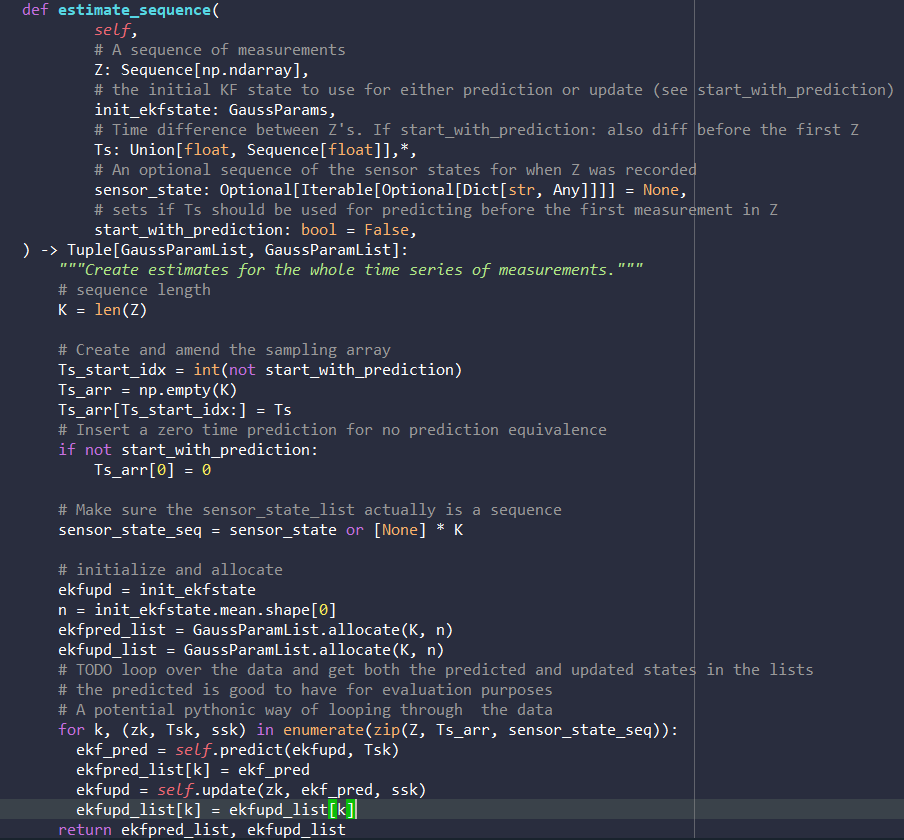 def estimate_sequence(
        self,
        # A sequence of measurements
        Z: Sequence[np.ndarray],
        # the initial KF state to use for either prediction or update (see start_with_prediction)
        init_ekfstate: GaussParams,
        # Time difference between Z's. If start_with_prediction: also diff before the first Z
        Ts: Union[float, Sequence[float]],*,
        # An optional sequence of the sensor states for when Z was recorded
        sensor_state: Optional[Iterable[Optional[Dict[str, Any]]]] = None,
        # sets if Ts should be used for predicting before the first measurement in Z
        start_with_prediction: bool = False,
) -> Tuple[GaussParamList, GaussParamList]:
    """Create estimates for the whole time series of measurements."""
    # sequence length
    K = len(Z)

    # Create and amend the sampling array
    Ts_start_idx = int(not start_with_prediction)
    Ts_arr = np.empty(K)
    Ts_arr[Ts_start_idx:] = Ts
    # Insert a zero time prediction for no prediction equivalence
    if not start_with_prediction:
        Ts_arr[0] = 0

    # Make sure the sensor_state_list actually is a sequence
    sensor_state_seq = sensor_state or [None] * K

    # initialize and allocate
    ekfupd = init_ekfstate
    n = init_ekfstate.mean.shape[0]
    ekfpred_list = GaussParamList.allocate(K, n)
    ekfupd_list = GaussParamList.allocate(K, n)
    # TODO loop over the data and get both the predicted and updated states in the lists
    # the predicted is good to have for evaluation purposes
    # A potential pythonic way of looping through  the data
    for k, (zk, Tsk, ssk) in enumerate(zip(Z, Ts_arr, sensor_state_seq)):
      ekf_pred = self.predict(ekfupd, Tsk)
      ekfpred_list[k] = ekf_pred
      ekfupd = self.update(zk, ekf_pred, ssk)
      ekfupd_list[k] = ekfupd_list[k]
    return ekfpred_list, ekfupd_list